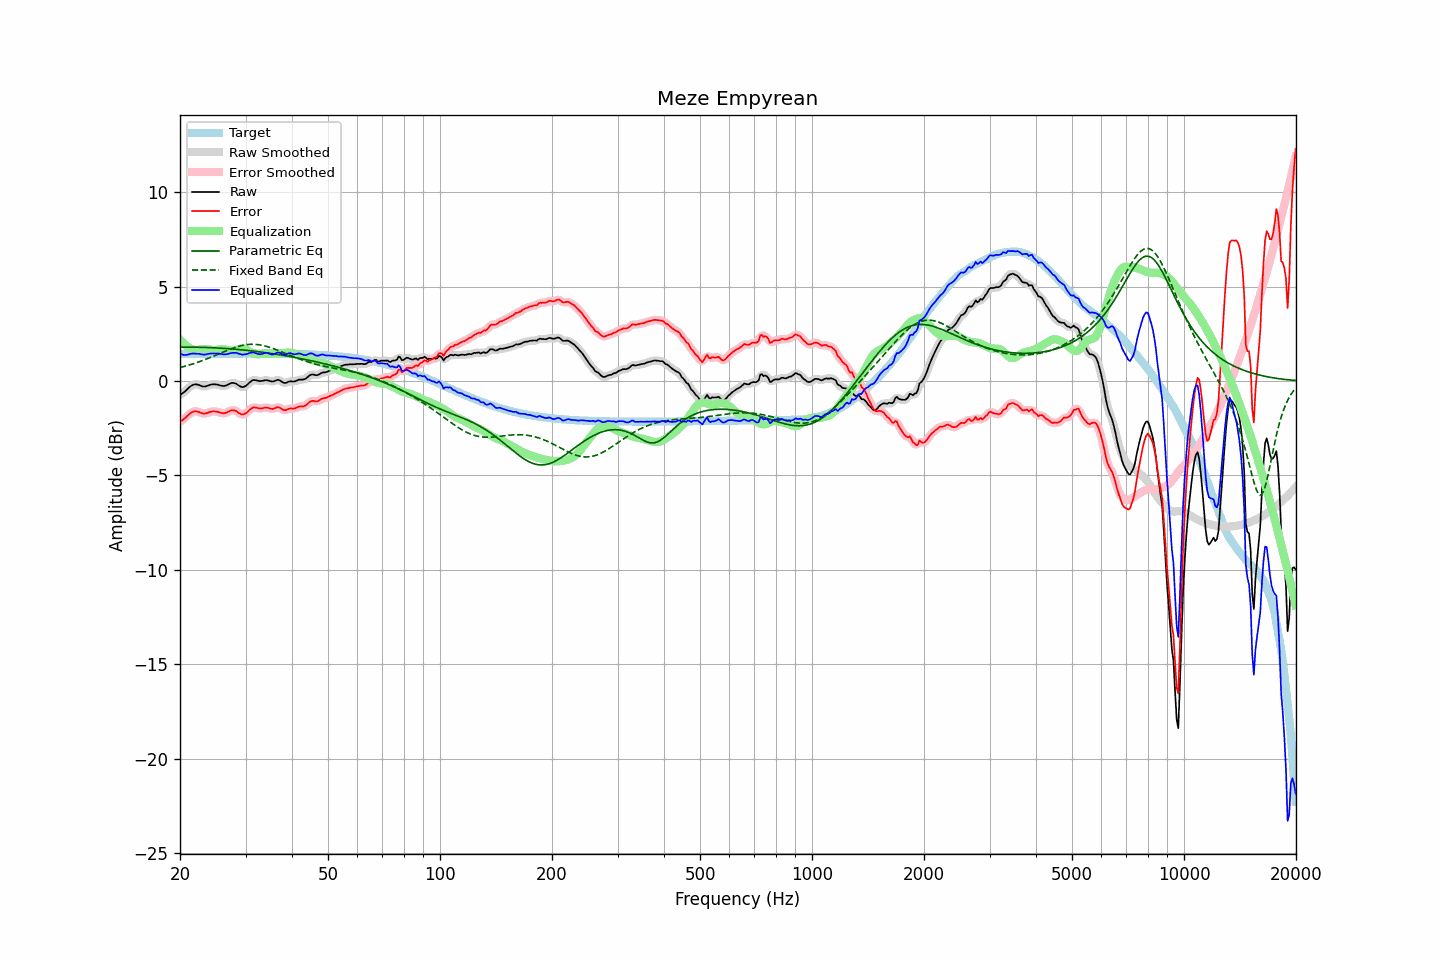 Meze Empyrean
Target
Raw Smoothed
Error Smoothed
Raw
Error
Equalization
Parametric Eq
Fixed Band Eq
Equalized
Amplitude (dBr)
10
5
0
−5
−10
−15
−20
−25
20 50 100 200 500 1000 2000 5000 10000 20000
Frequency (Hz)